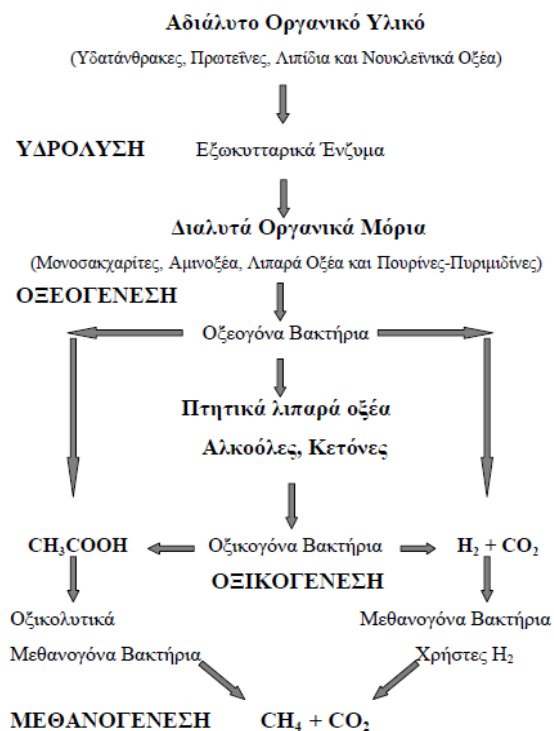 Αδιάλυτο Οργανικό Υλικό
(Υδατάνθρακες, Πρωτεΐνες, Λιπίδια και Νουκλεϊνικά Οξέα)
ΥΔΡΟΛΥΣΗ Εξωκυτταρικά Ένζυμα
Διαλυτά Οργανικά Μόρια
(Μονοσακχαρίτες, Αμινοξέα, Λιπαρά Οξέα και Πουρίνες-Πυριμιδίνες)
ΟΞΕΟΓΕΝΕΣΗ
Οξεογόνα Βακτήρια
Πτητικά λιπαρά οξέα
Αλκοόλες, Κετόνες
CH₃COOH Οξικογόνα Βακτήρια H₂ + CO₂
ΟΞΙΚΟΓΕΝΕΣΗ
Οξικολυτικά Μεθανογόνα Βακτήρια
Μεθανογόνα Βακτήρια Χρήστες H₂
ΜΕΘΑΝΟΓΕΝΕΣΗ CH₄ + CO₂